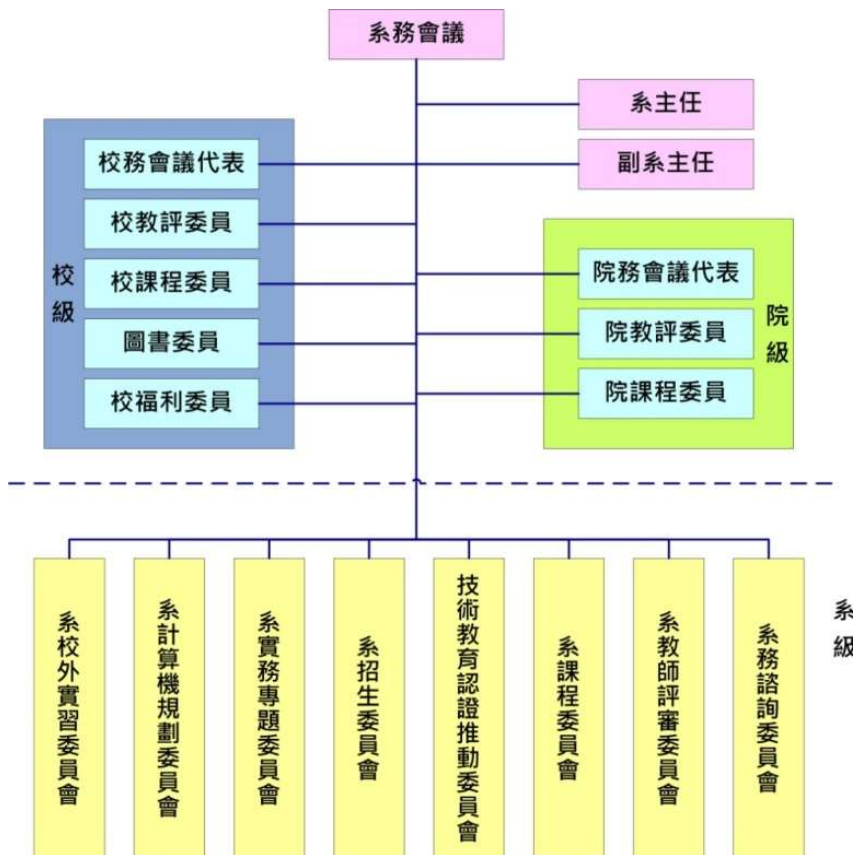 系務會議
系主任
副系主任
校級
校務會議代表
校教評委員
校課程委員
圖書委員
校福利委員
院務會議代表
院教評委員
院課程委員
院級
系校外實習委員會
系計算機規劃委員會
系實務專題委員會
系招生委員會
技術教育認證推動委員會
系課程委員會
系教師評審委員會
系務諮詢委員會
系級